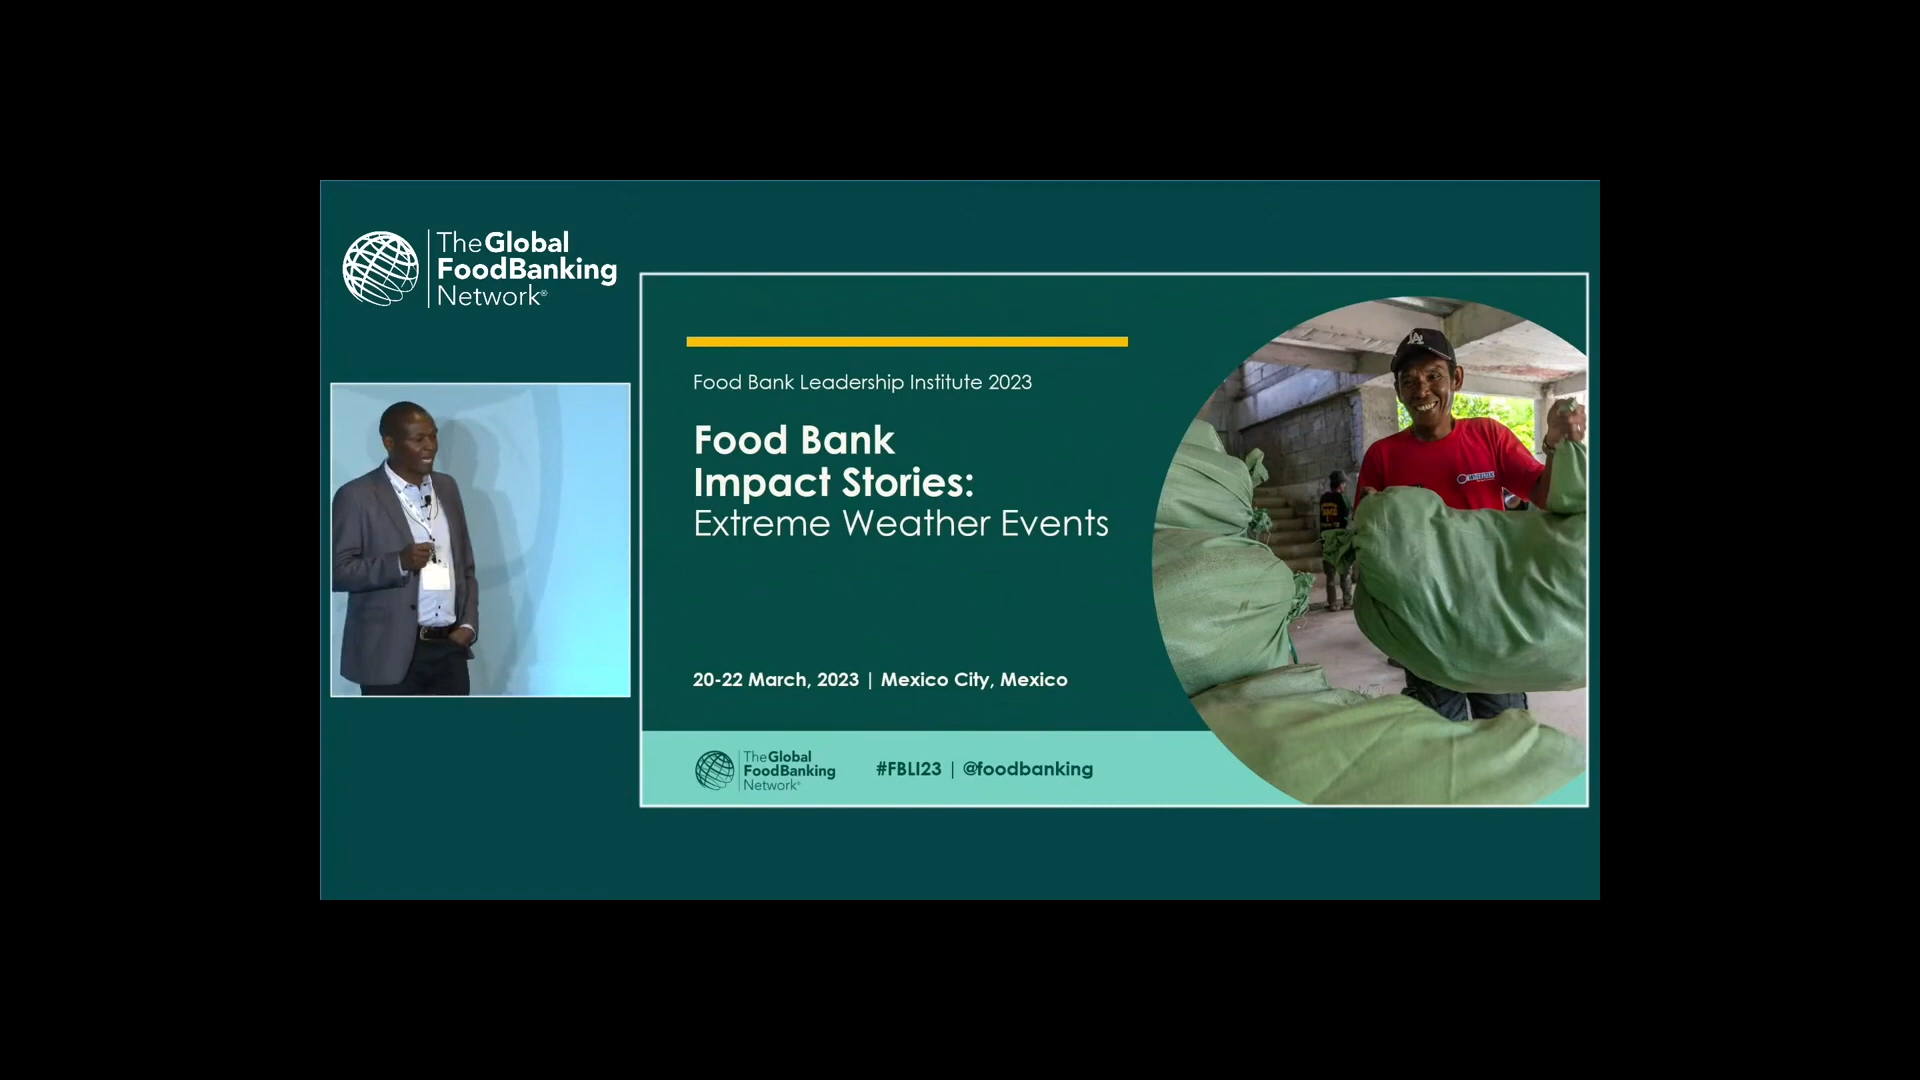 The Global
FoodBanking
Network®
Food Bank Leadership Institute 2023
Food Bank
Impact Stories:
Extreme Weather Events
20-22 March, 2023 | Mexico City, Mexico
The Global
FoodBanking
Network®
#FBLI23 | @foodbanking
LA